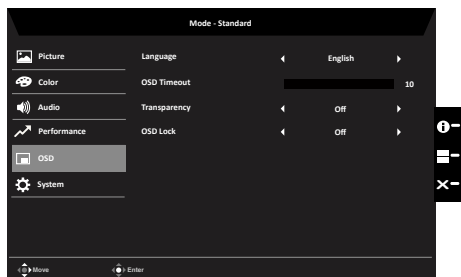 Mode - Standard
Picture
Language
English
Color
OSD Timeout
10
Audio
Transparency
Off
Performance
OSD Lock
Off
OSD
System
Move
Enter